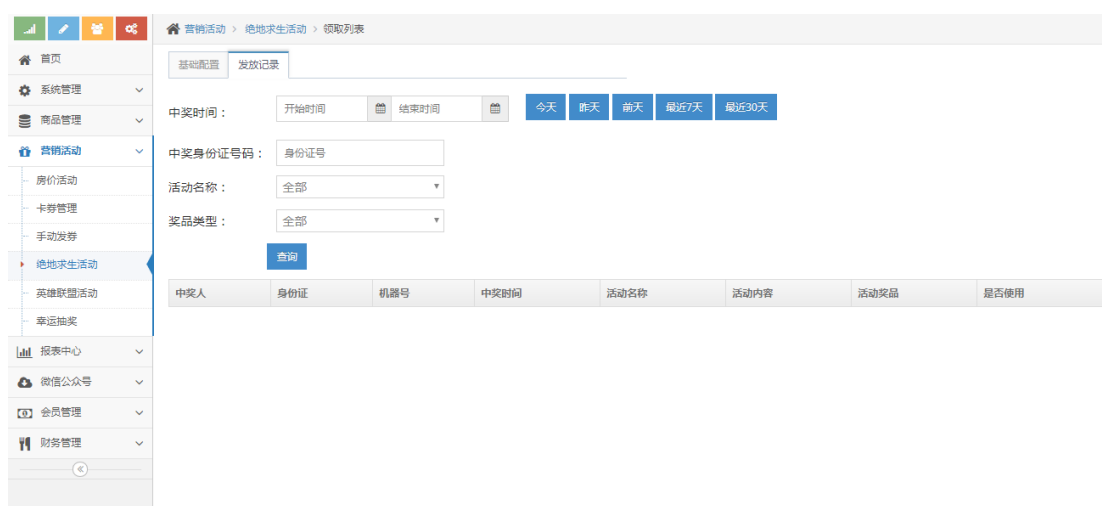 营销活动 > 绝地求生活动 > 领取列表
首页
系统管理
商品管理
营销活动
房价活动
卡券管理
手动发券
绝地求生活动
英雄联盟活动
幸运抽奖
报表中心
微信公众号
会员管理
财务管理
基础配置 发放记录
中奖时间： 开始时间 结束时间 今天 昨天 前天 最近7天 最近30天
中奖身份证号码： 身份证号
活动名称： 全部
奖品类型： 全部
查询
中奖人 身份证 机器号 中奖时间 活动名称 活动内容 活动奖品 是否使用